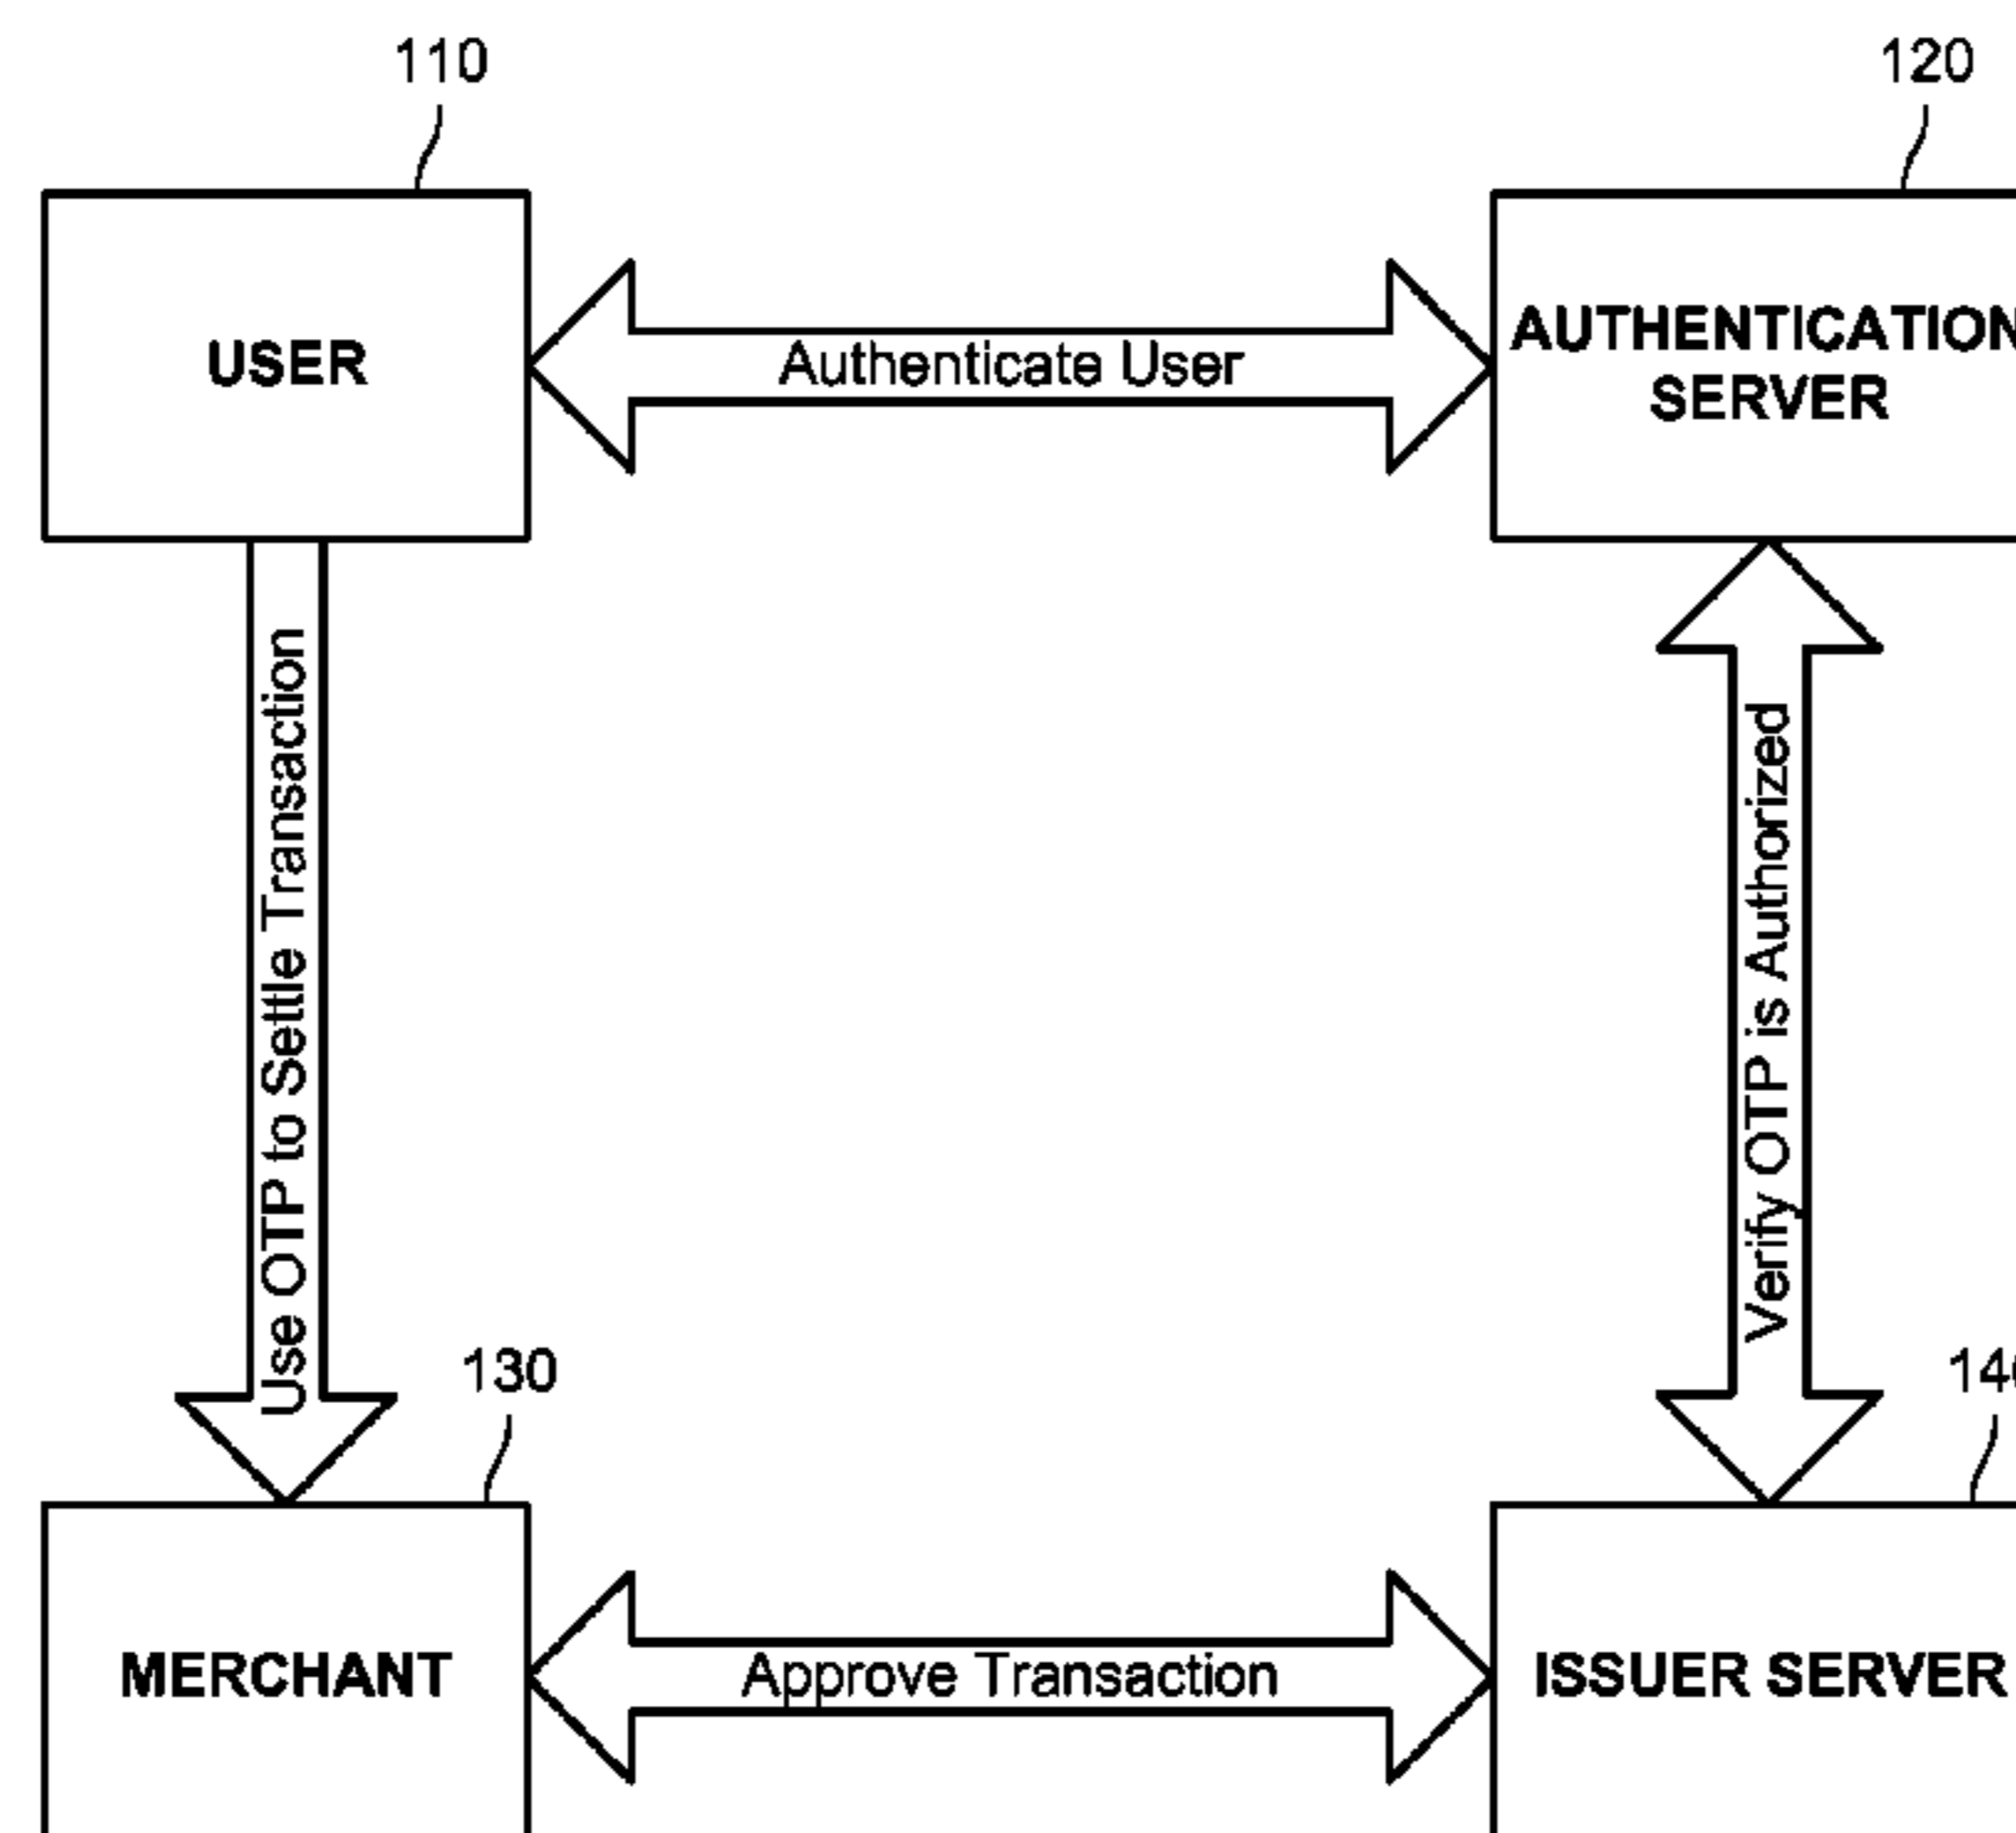 110
120
USER
Authenticate User
AUTHENTICATION
SERVER
Use OTP to Settle Transaction
Verify OTP is Authorized
130
140
MERCHANT
Approve Transaction
ISSUER SERVER